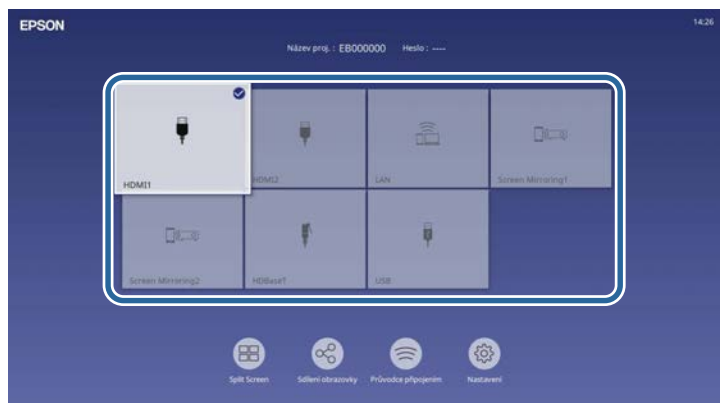 EPSON
14:26
Název proj. : EB000000 Heslo : ----
HDMI1
HDMI2
LAN
Screen Mirroring1
Screen Mirroring2
HDBaseT
USB
Split Screen
Sdílení obrazovky
Průvodce připojením
Nastavení